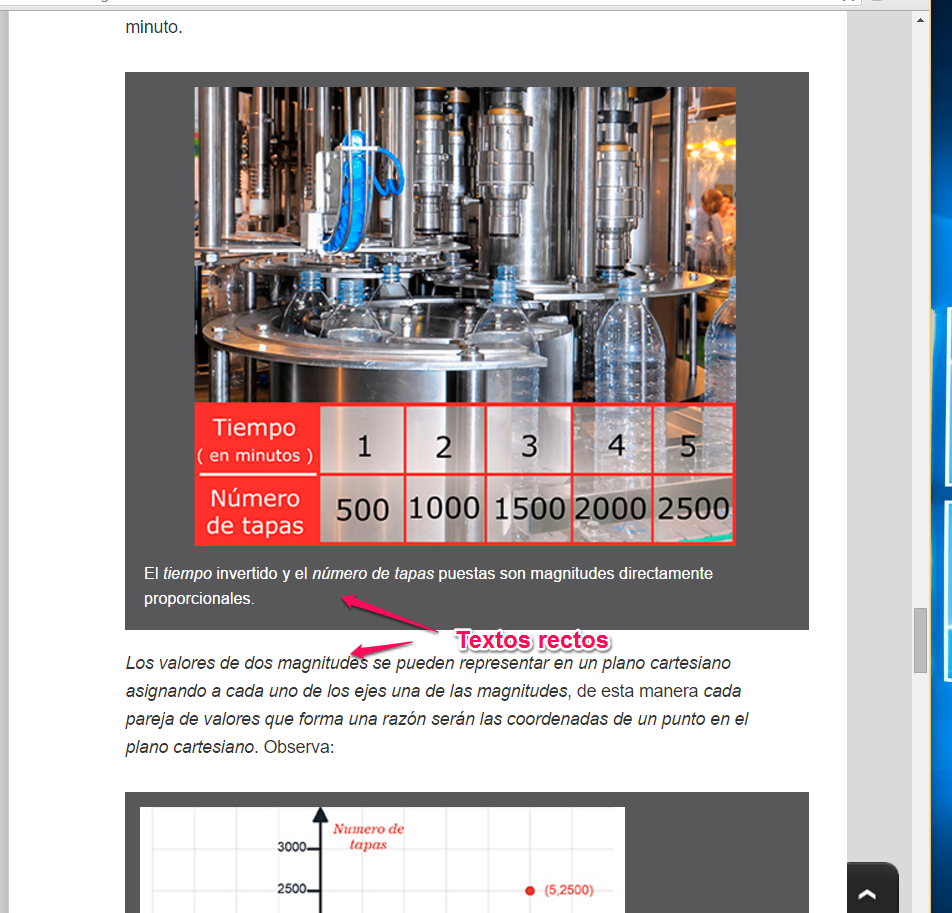 minuto.
Tiempo 1 2 3 4 5
( en minutos )
Número 500 1000 1500 2000 2500
de tapas
El tiempo invertido y el número de tapas puestas son magnitudes directamente
proporcionales.
Textos rectos
Los valores de dos magnitudes se pueden representar en un plano cartesiano
asignando a cada uno de los ejes una de las magnitudes, de esta manera cada
pareja de valores que forma una razón serán las coordenadas de un punto en el
plano cartesiano. Observa:
Numero de
tapas
3000
2500
(5,2500)